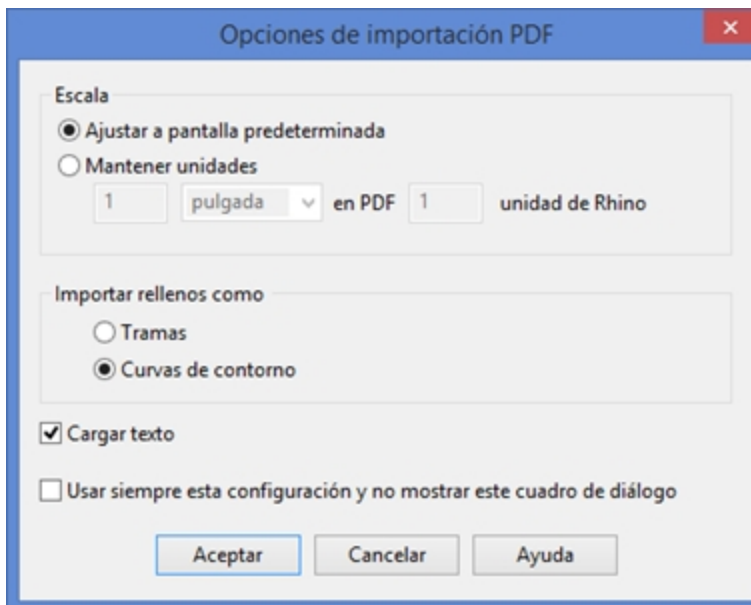 Opciones de importación PDF
Escala
Ajustar a pantalla predeterminada
Mantener unidades
1 pulgada en PDF 1 unidad de Rhino
Importar rellenos como
Tramas
Curvas de contorno
Cargar texto
Usar siempre esta configuración y no mostrar este cuadro de diálogo
Aceptar Cancelar Ayuda